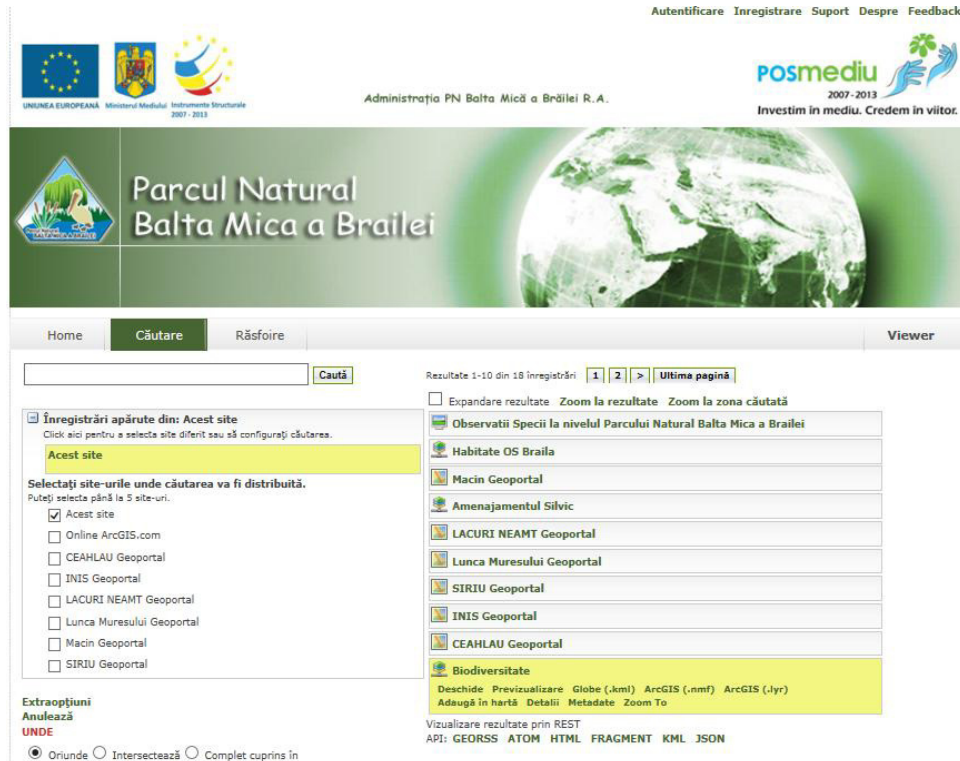 Autentificare Inregistrare Suport Despre Feedback
UNIUNEA EUROPEANĂ
Ministerul Mediului
Instrumente Structurale
2007 - 2013
Administrația PN Balta Mică a Brăilei R.A.
POSmediu
2007-2013
Investim în mediu. Credem în viitor.
Parcul Natural
Balta Mica a Brailei
Home Căutare Răsfoire Viewer
Caută
Înregistrări apărute din: Acest site
Click aici pentru a selecta site diferit sau să configurați căutarea.
Acest site
Selectați site-urile unde căutarea va fi distribuită.
Puteți selecta până la 5 site-uri.
Acest site
Online ArcGIS.com
CEAHLAU Geoportal
INIS Geoportal
LACURI NEAMT Geoportal
Lunca Muresului Geoportal
Macin Geoportal
SIRIU Geoportal
Extraopțiuni
Anulează
UNDE
Oriunde Intersectează Complet cuprins în
Rezultate 1-10 din 18 înregistrări 1 2 > Ultima pagină
Expandare rezultate Zoom la rezultate Zoom la zona căutată
Observatii Specii la nivelul Parcului Natural Balta Mica a Brailei
Habitate OS Braila
Macin Geoportal
Amenajamentul Silvic
LACURI NEAMT Geoportal
Lunca Muresului Geoportal
SIRIU Geoportal
INIS Geoportal
CEAHLAU Geoportal
Biodiversitate
Deschide Previzualizare Globe (.kml) ArcGIS (.nmf) ArcGIS (.lyr)
Adaugă în hartă Detalii Metadate Zoom To
Vizualizare rezultate prin REST
API: GEORSS ATOM HTML FRAGMENT KML JSON